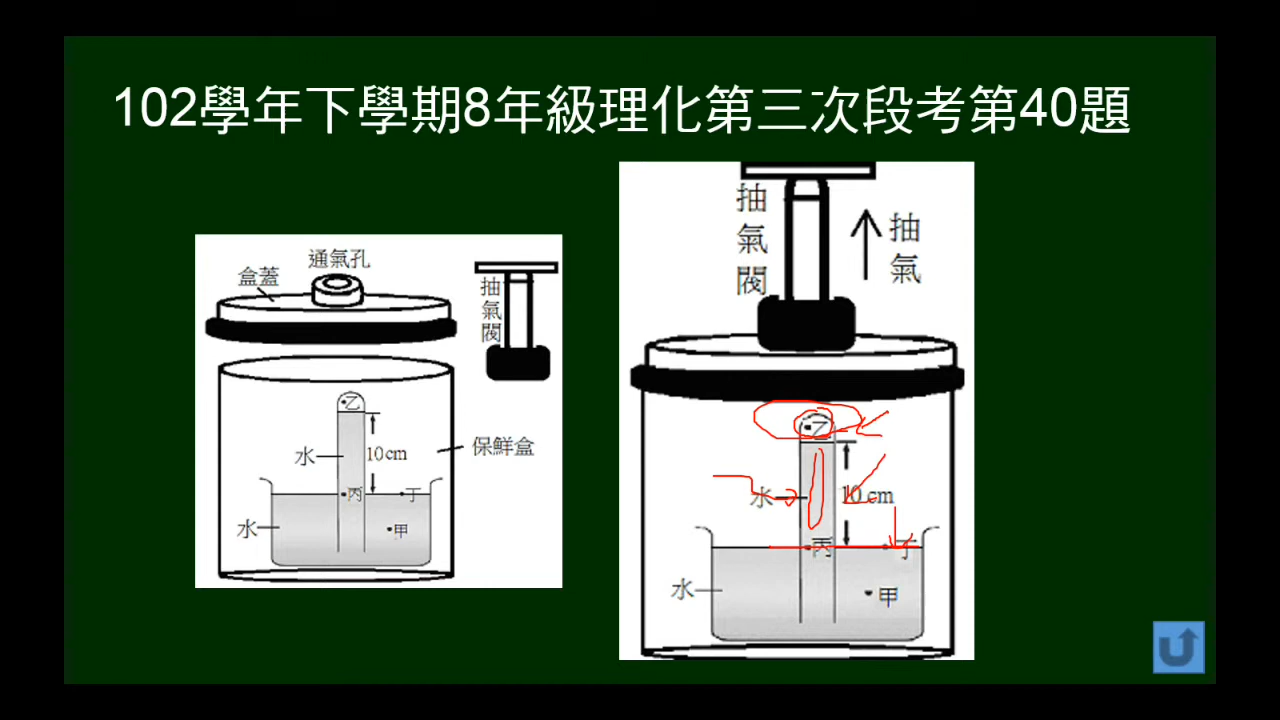 102學年下學期8年級理化第三次段考第40題
通氣孔
盒蓋
抽氣閥
乙
水
10cm
保鮮盒
丙
丁
水
甲
抽氣閥
抽氣
乙
水
10cm
丙
丁
水
甲